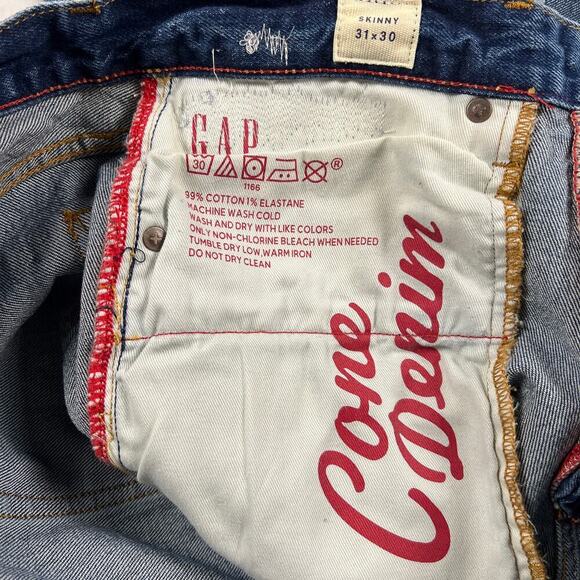 SKINNY
31x30
GAP
30
®
1166
99% COTTON 1% ELASTANE
MACHINE WASH COLD
WASH AND DRY WITH LIKE COLORS
ONLY NON-CHLORINE BLEACH WHEN NEEDED
TUMBLE DRY LOW, WARM IRON
DO NOT DRY CLEAN
Cone
Denim